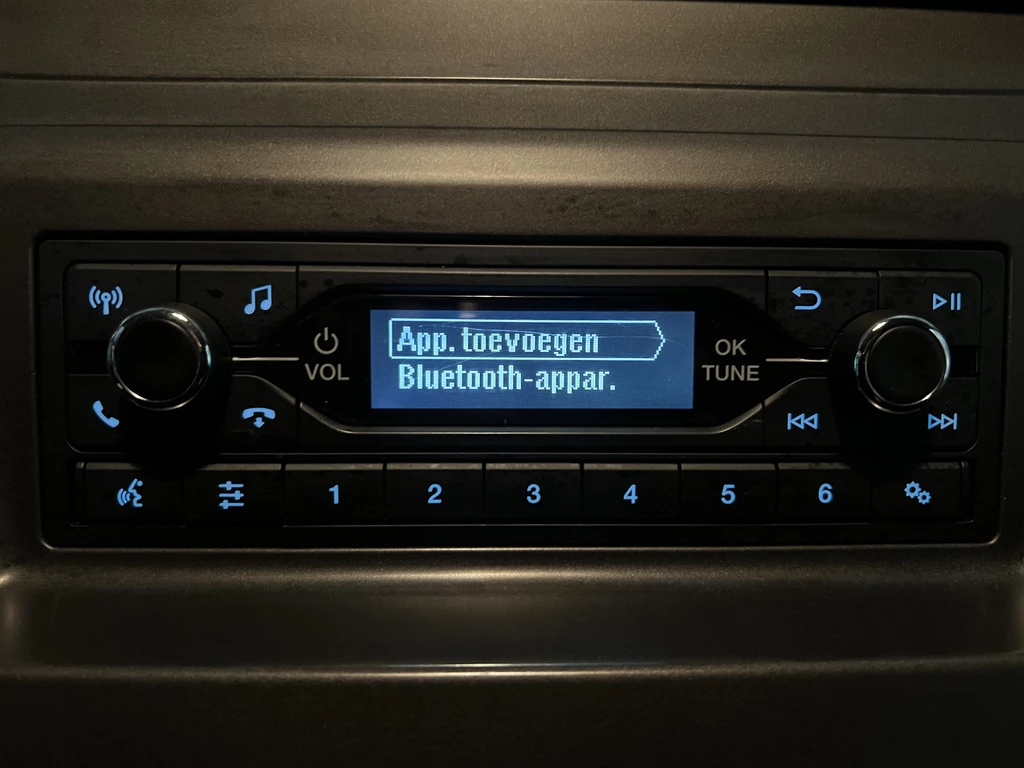 App. toevoegen
Bluetooth-appar.
VOL
OK
TUNE
1 2 3 4 5 6